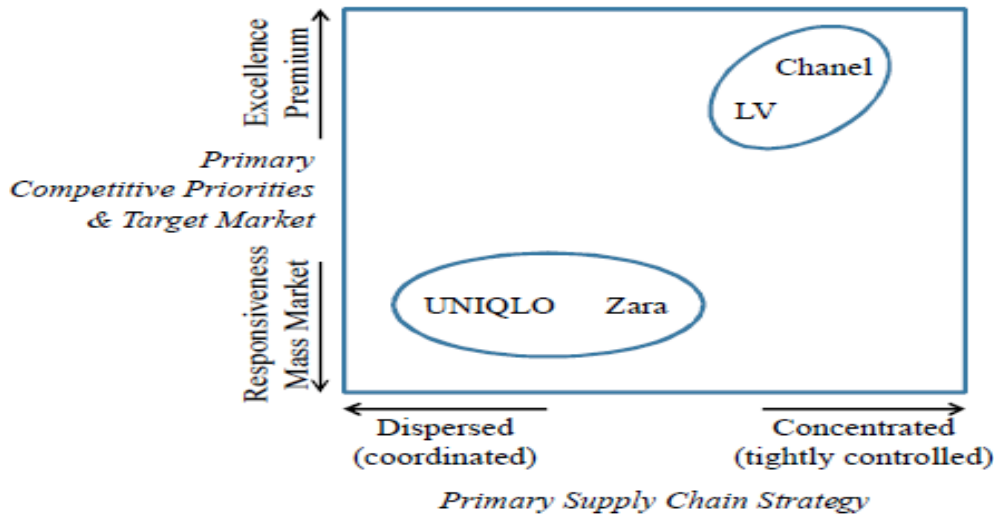 Excellence
Premium
Chanel
LV
Primary
Competitive Priorities
& Target Market
Responsiveness
Mass Market
UNIQLO Zara
Dispersed
(coordinated)
Concentrated
(tightly controlled)
Primary Supply Chain Strategy